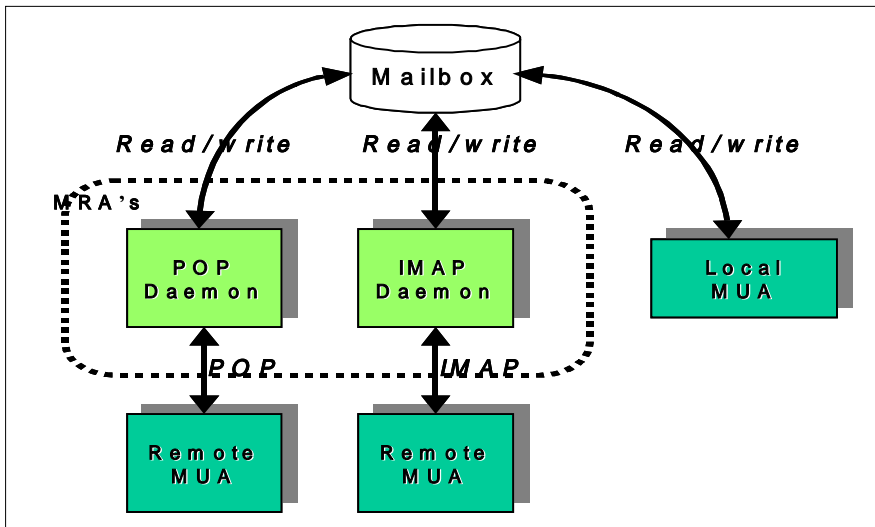 Mailbox
Read/write Read/write Read/write
MRA's
POP
Daemon
IMAP
Daemon
Local
MUA
POP IMAP
Remote
MUA
Remote
MUA